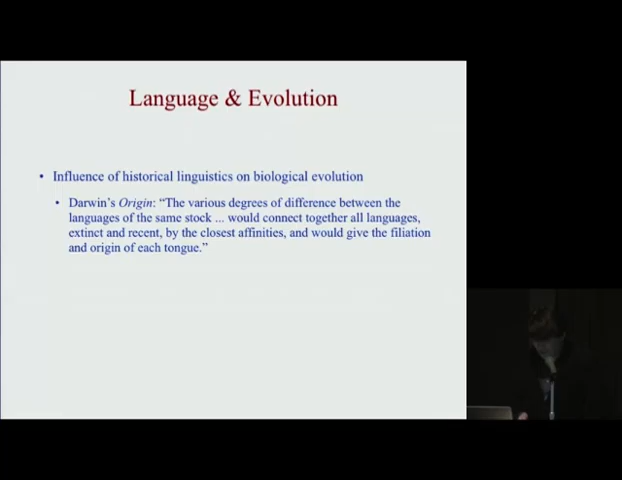 Language & Evolution
• Influence of historical linguistics on biological evolution
• Darwin's Origin: “The various degrees of difference between the
languages of the same stock ... would connect together all languages,
extinct and recent, by the closest affinities, and would give the filiation
and origin of each tongue.”